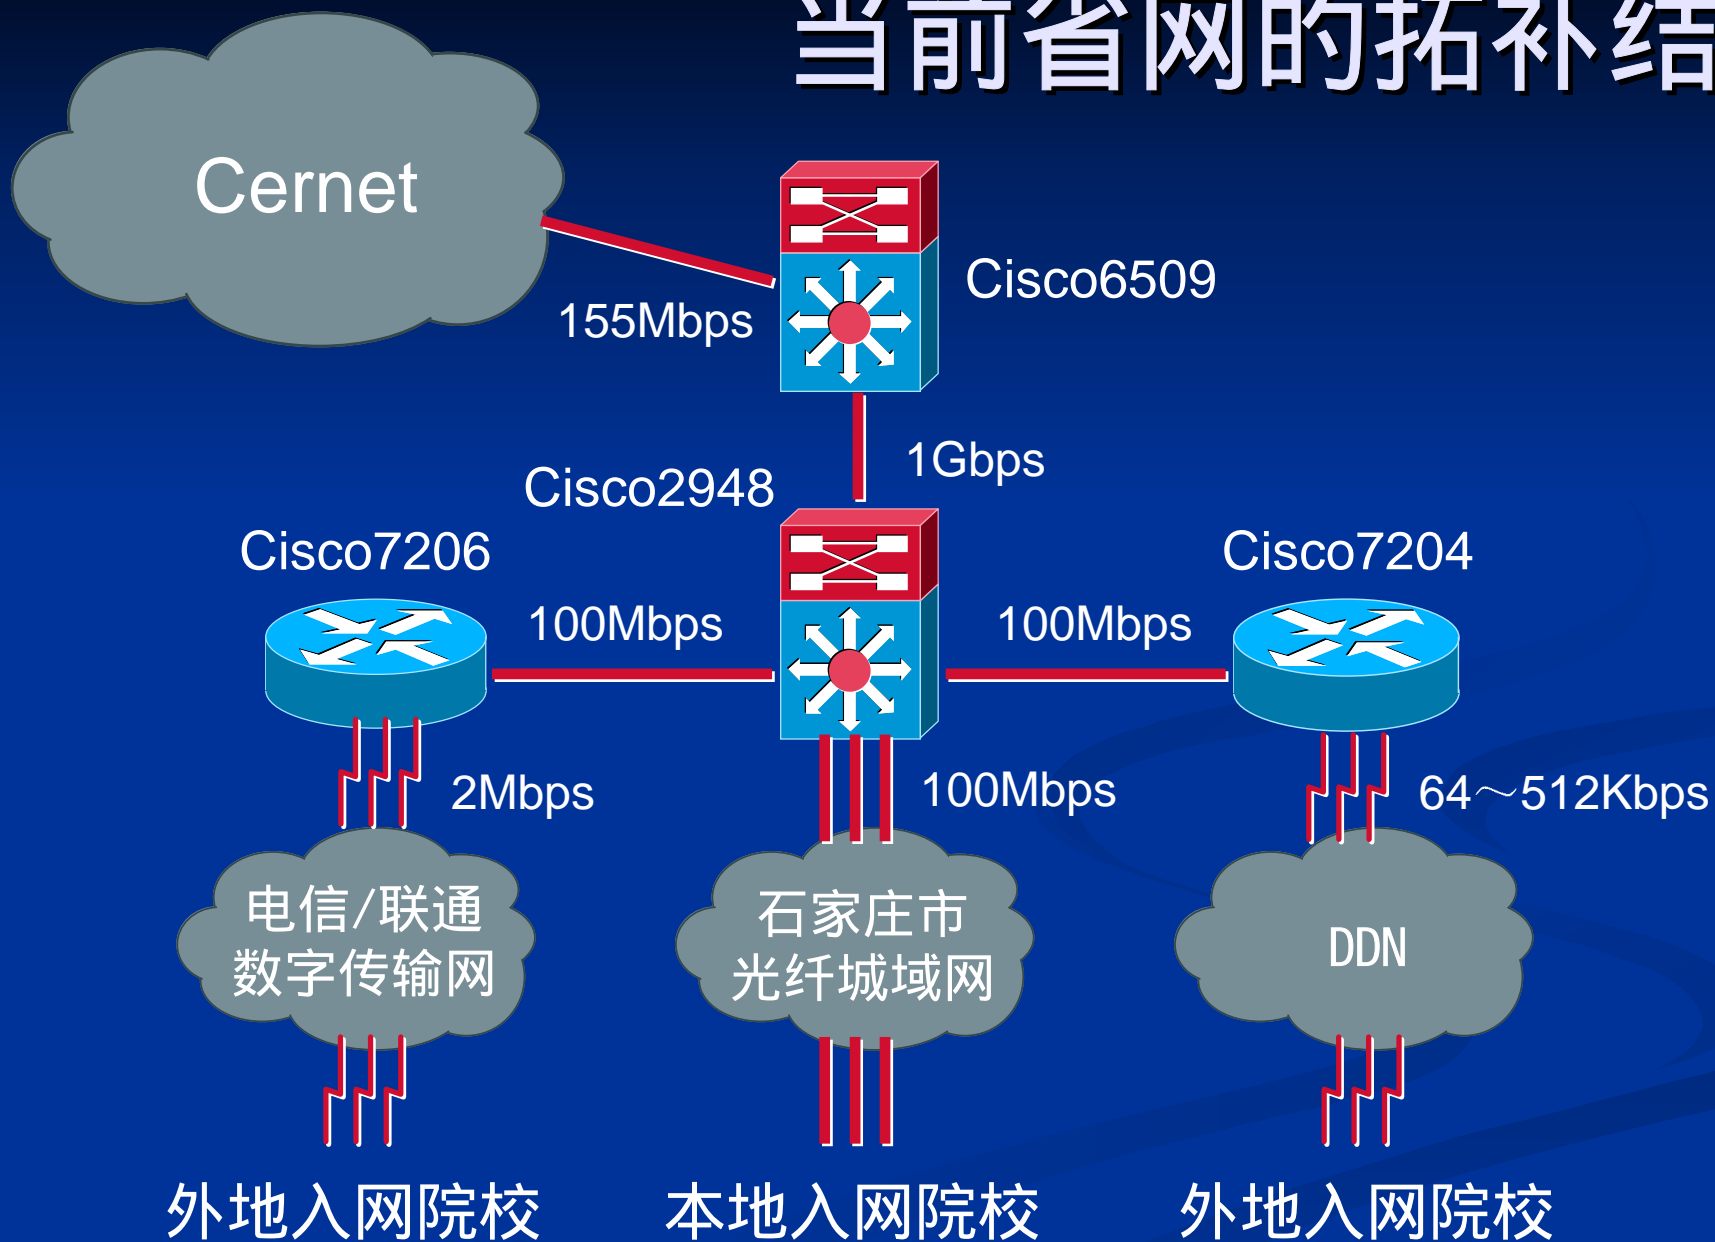 当前省网的拓补结
Cernet
Cisco6509
155Mbps
1Gbps
Cisco2948
Cisco7206
Cisco7204
100Mbps
100Mbps
2Mbps
100Mbps
64～512Kbps
电信/联通
数字传输网
石家庄市
光纤城域网
DDN
外地入网院校
本地入网院校
外地入网院校